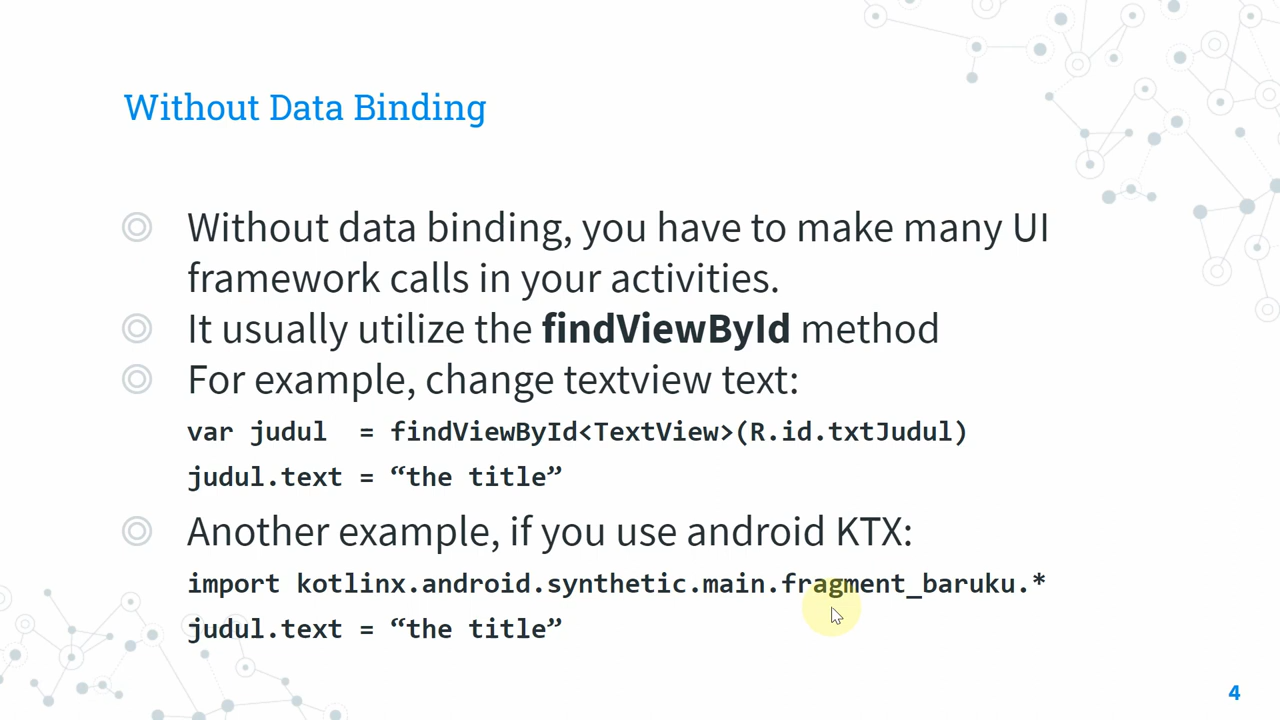 Without Data Binding
Without data binding, you have to make many UI
framework calls in your activities.
It usually utilize the findViewById method
For example, change textview text:
var judul  = findViewById<TextView>(R.id.txtJudul)
judul.text = “the title”
Another example, if you use android KTX:
import kotlinx.android.synthetic.main.fragment_baruku.*
judul.text = “the title”
4